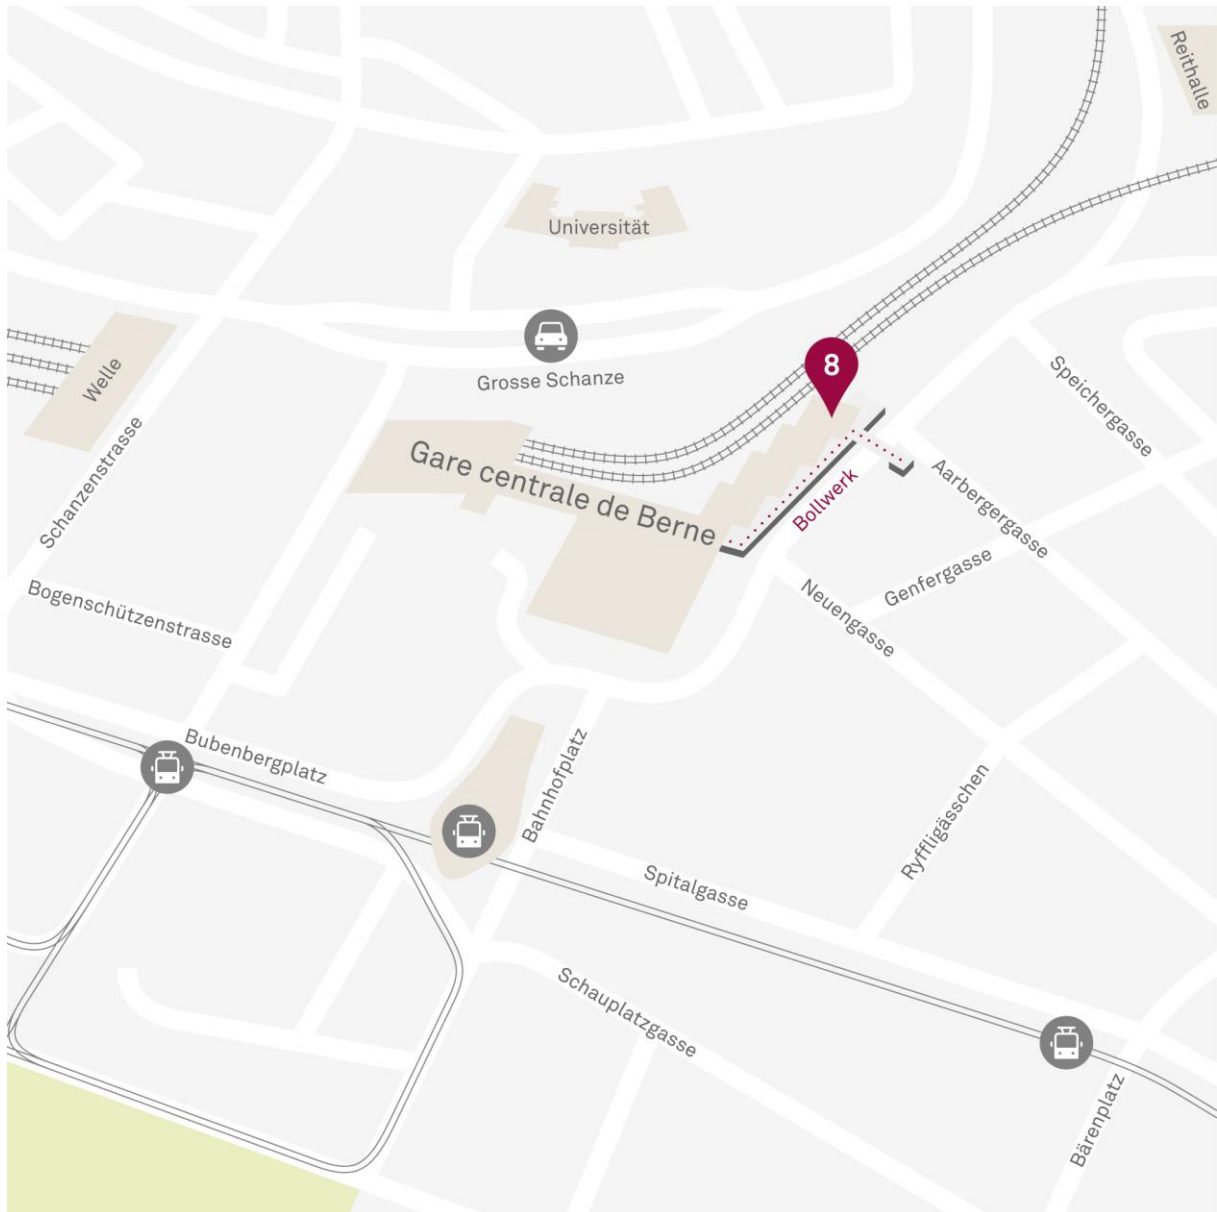 Reithalle
Universität
Welle
Grosse Schanze
8
Speichergasse
Schanzenstrasse
Gare centrale de Berne
Bollwerk
Aarbergergasse
Genfergasse
Bogenschützenstrasse
Neuengasse
Bubenbergplatz
Bahnhofplatz
Ryffligässchen
Spitalgasse
Schauplatzgasse
Bärenplatz